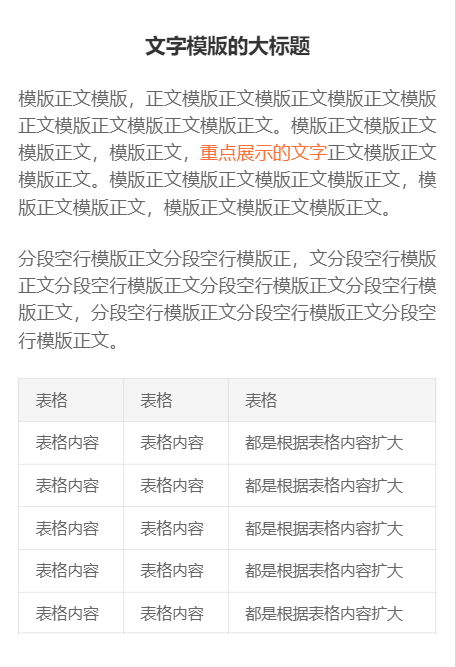 文字模版的大标题
模版正文模版，正文模版正文模版正文模版正文模版
正文模版正文模版正文模版正文。模版正文模版正文
模版正文，模版正文，重点展示的文字正文模版正文
模版正文。模版正文模版正文模版正文模版正文，模
版正文模版正文，模版正文模版正文模版正文。
分段空行模版正文分段空行模版正，文分段空行模版
正文分段空行模版正文分段空行模版正文分段空行模
版正文，分段空行模版正文分段空行模版正文分段空
行模版正文。
表格 表格 表格
表格内容 表格内容 都是根据表格内容扩大
表格内容 表格内容 都是根据表格内容扩大
表格内容 表格内容 都是根据表格内容扩大
表格内容 表格内容 都是根据表格内容扩大
表格内容 表格内容 都是根据表格内容扩大